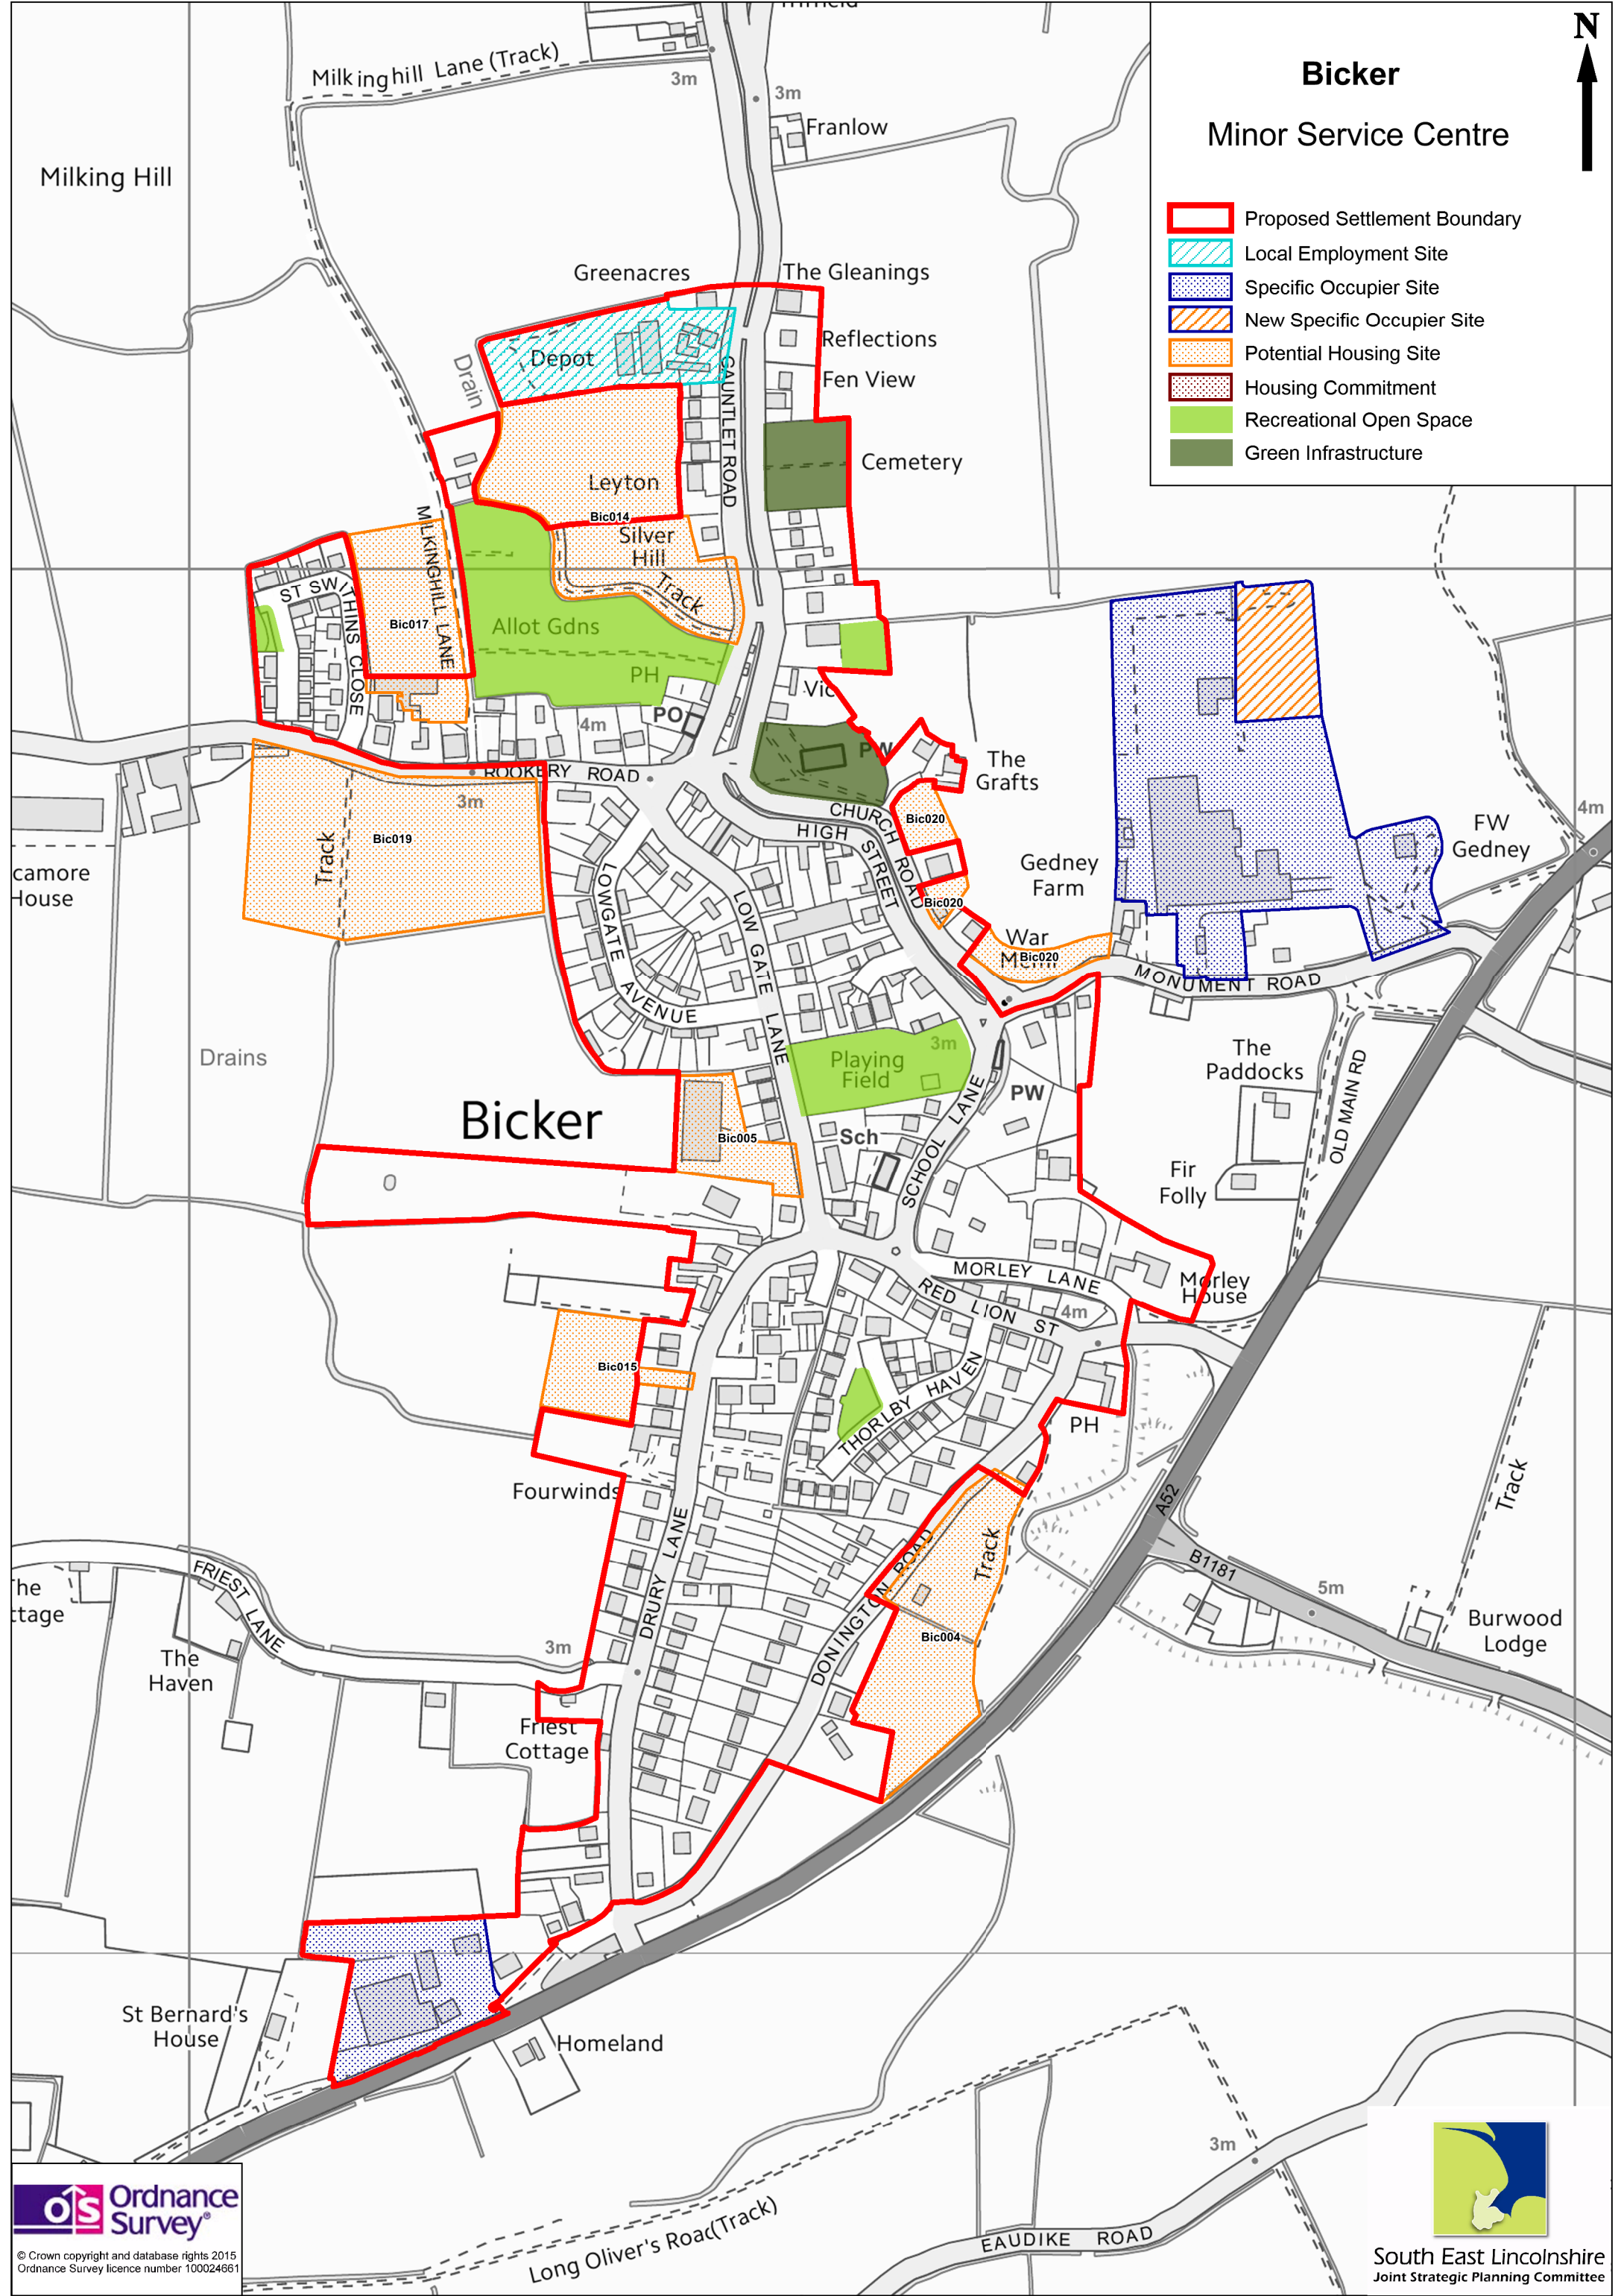 Milkinghill Lane (Track)
3m
3m
Franlow
Milking Hill
N
Bicker
Minor Service Centre
Proposed Settlement Boundary
Local Employment Site
Specific Occupier Site
New Specific Occupier Site
Potential Housing Site
Housing Commitment
Recreational Open Space
Green Infrastructure
Greenacres
The Gleanings
Reflections
Fen View
Depot
Drain
GAUNTLET ROAD
Cemetery
Leyton
Bic014
Silver
Hill
Track
MILKINGHILL LANE
ST SWITHINS CLOSE
Bic017
Allot Gdns
PH
PO
4m
Vic
PW
The
Grafts
ROOKERY ROAD
3m
Track
Bic019
camore
House
CHURCH ROAD
HIGH STREET
Bic020
Bic020
Gedney
Farm
FW
Gedney
4m
War
Meml
Bic020
MONUMENT ROAD
LOWGATE AVENUE
LOW GATE LANE
Drains
Playing
Field
3m
PW
The
Paddocks
OLD MAIN RD
Bicker
Bic005
Sch
SCHOOL LANE
Fir
Folly
MORLEY LANE
Morley
House
RED LION ST
4m
Bic015
THORLBY HAVEN
PH
Fourwinds
A52
Track
B1181
5m
Burwood
Lodge
Track
DONINGTON ROAD
Bic004
DRURY LANE
FRIEST LANE
The
ttage
The
Haven
3m
Friest
Cottage
St Bernard's
House
Homeland
3m
EAUDIKE ROAD
Long Oliver's Road(Track)
OS Ordnance
Survey®
© Crown copyright and database rights 2015
Ordnance Survey licence number 100024661
South East Lincolnshire
Joint Strategic Planning Committee